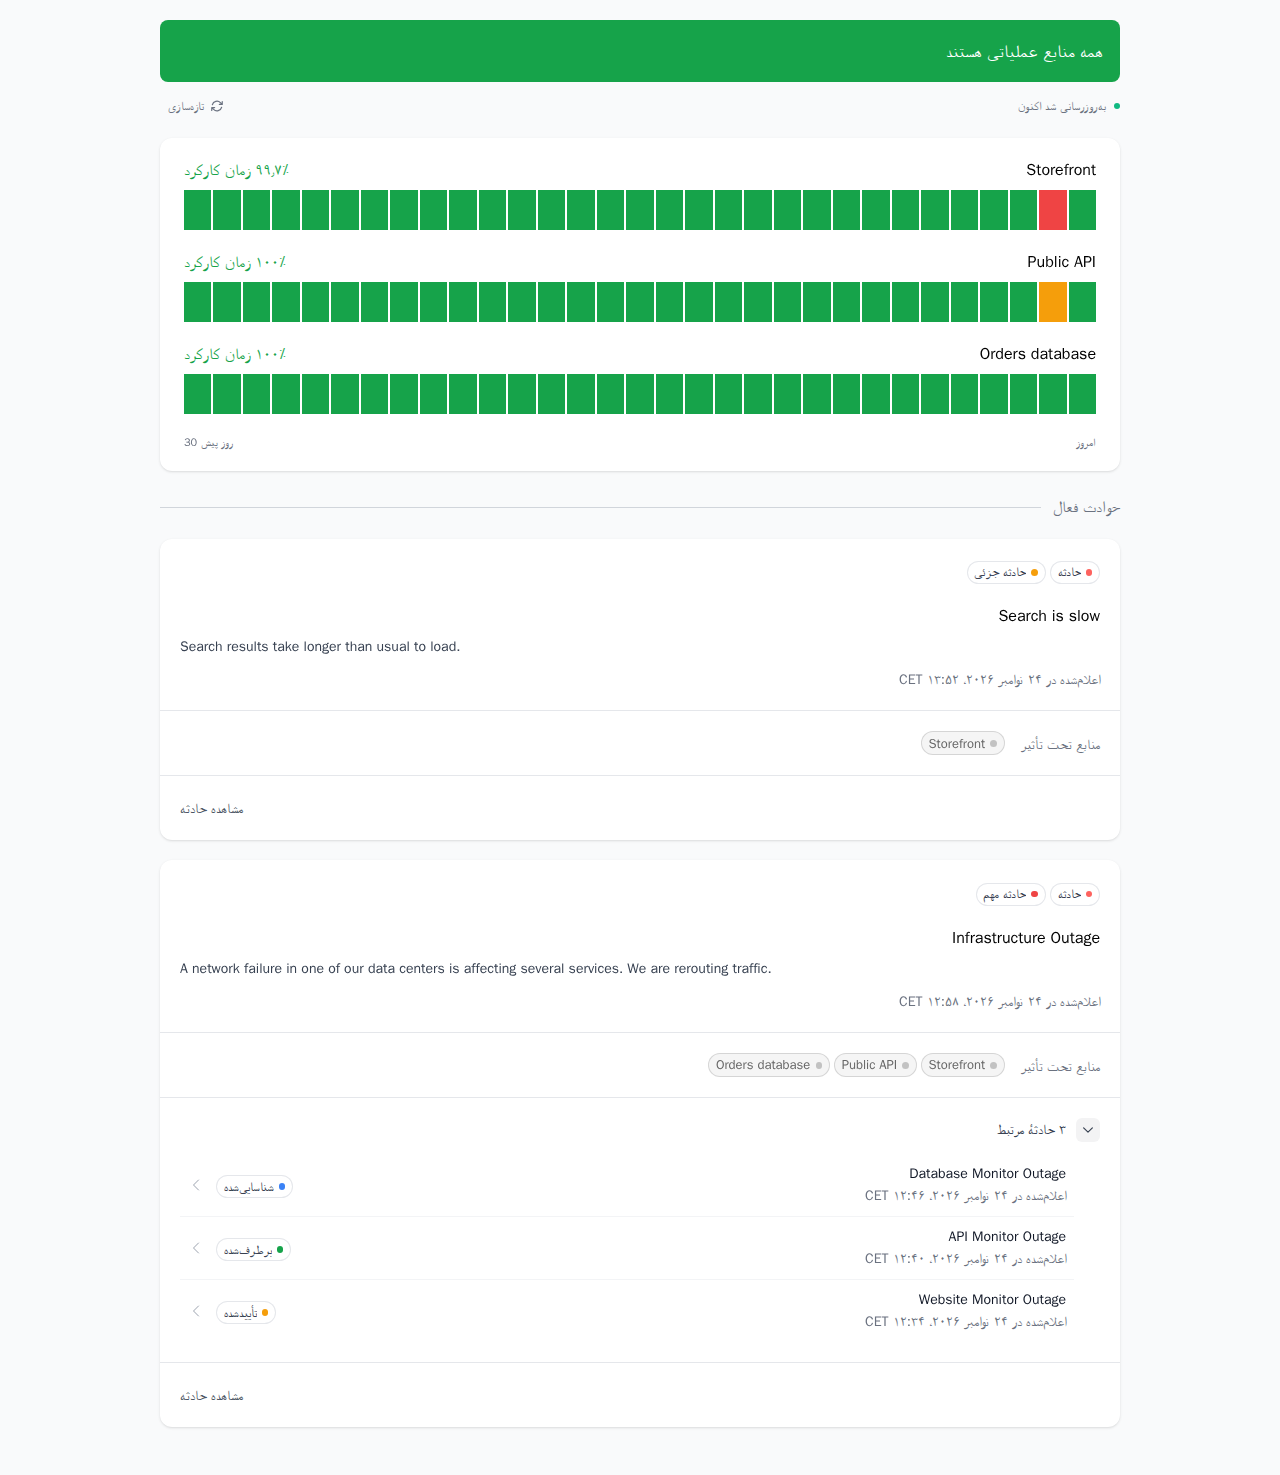 همه منابع عملیاتی هستند
به‌روزرسانی شد اکنون
تازه‌سازی
Storefront
۹۹٫۷٪ زمان کارکرد
Public API
۱۰۰٪ زمان کارکرد
Orders database
۱۰۰٪ زمان کارکرد
امروز
30 روز پیش
حوادث فعال
حادثه
حادثه جزئی
Search is slow
Search results take longer than usual to load.
اعلام‌شده در ۲۴ نوامبر ۲۰۲۶، ۱۳:۵۲ CET
منابع تحت تأثیر
Storefront
مشاهده حادثه
حادثه
حادثه مهم
Infrastructure Outage
A network failure in one of our data centers is affecting several services. We are rerouting traffic.
اعلام‌شده در ۲۴ نوامبر ۲۰۲۶، ۱۲:۵۸ CET
منابع تحت تأثیر
Storefront
Public API
Orders database
۳ حادثهٔ مرتبط
Database Monitor Outage
اعلام‌شده در ۲۴ نوامبر ۲۰۲۶، ۱۲:۴۶ CET
شناسایی‌شده
API Monitor Outage
اعلام‌شده در ۲۴ نوامبر ۲۰۲۶، ۱۲:۴۰ CET
برطرف‌شده
Website Monitor Outage
اعلام‌شده در ۲۴ نوامبر ۲۰۲۶، ۱۲:۳۴ CET
تأییدشده
مشاهده حادثه